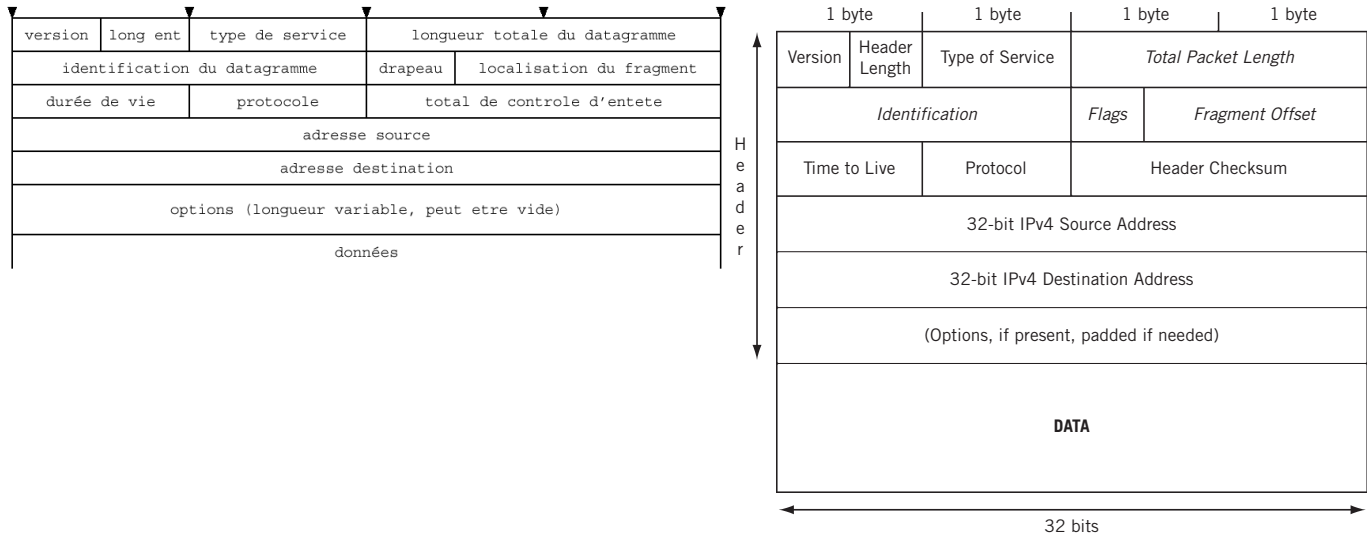 version long ent type de service longueur totale du datagramme
identification du datagramme drapeau localisation du fragment
durée de vie protocole total de controle d'entete
adresse source
adresse destination
options (longueur variable, peut etre vide)
données
1 byte 1 byte 1 byte 1 byte
Version Header Length Type of Service Total Packet Length
Identification Flags Fragment Offset
Time to Live Protocol Header Checksum
32-bit IPv4 Source Address
32-bit IPv4 Destination Address
(Options, if present, padded if needed)
Header
DATA
32 bits